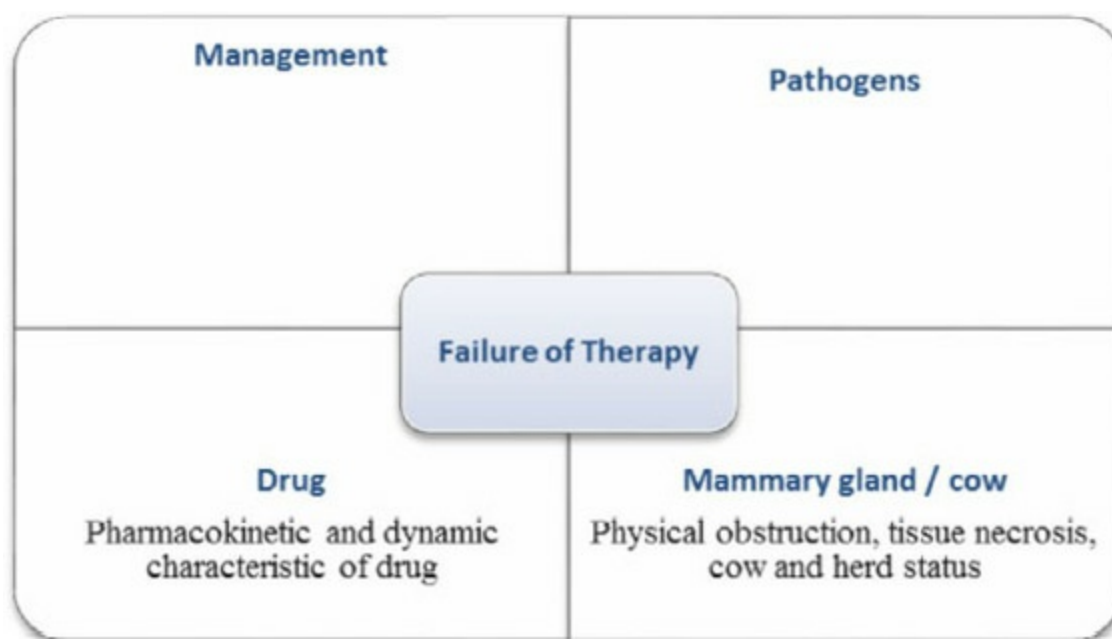 Management
Pathogens
Failure of Therapy
Drug
Pharmacokinetic and dynamic
characteristic of drug
Mammary gland / cow
Physical obstruction, tissue necrosis,
cow and herd status